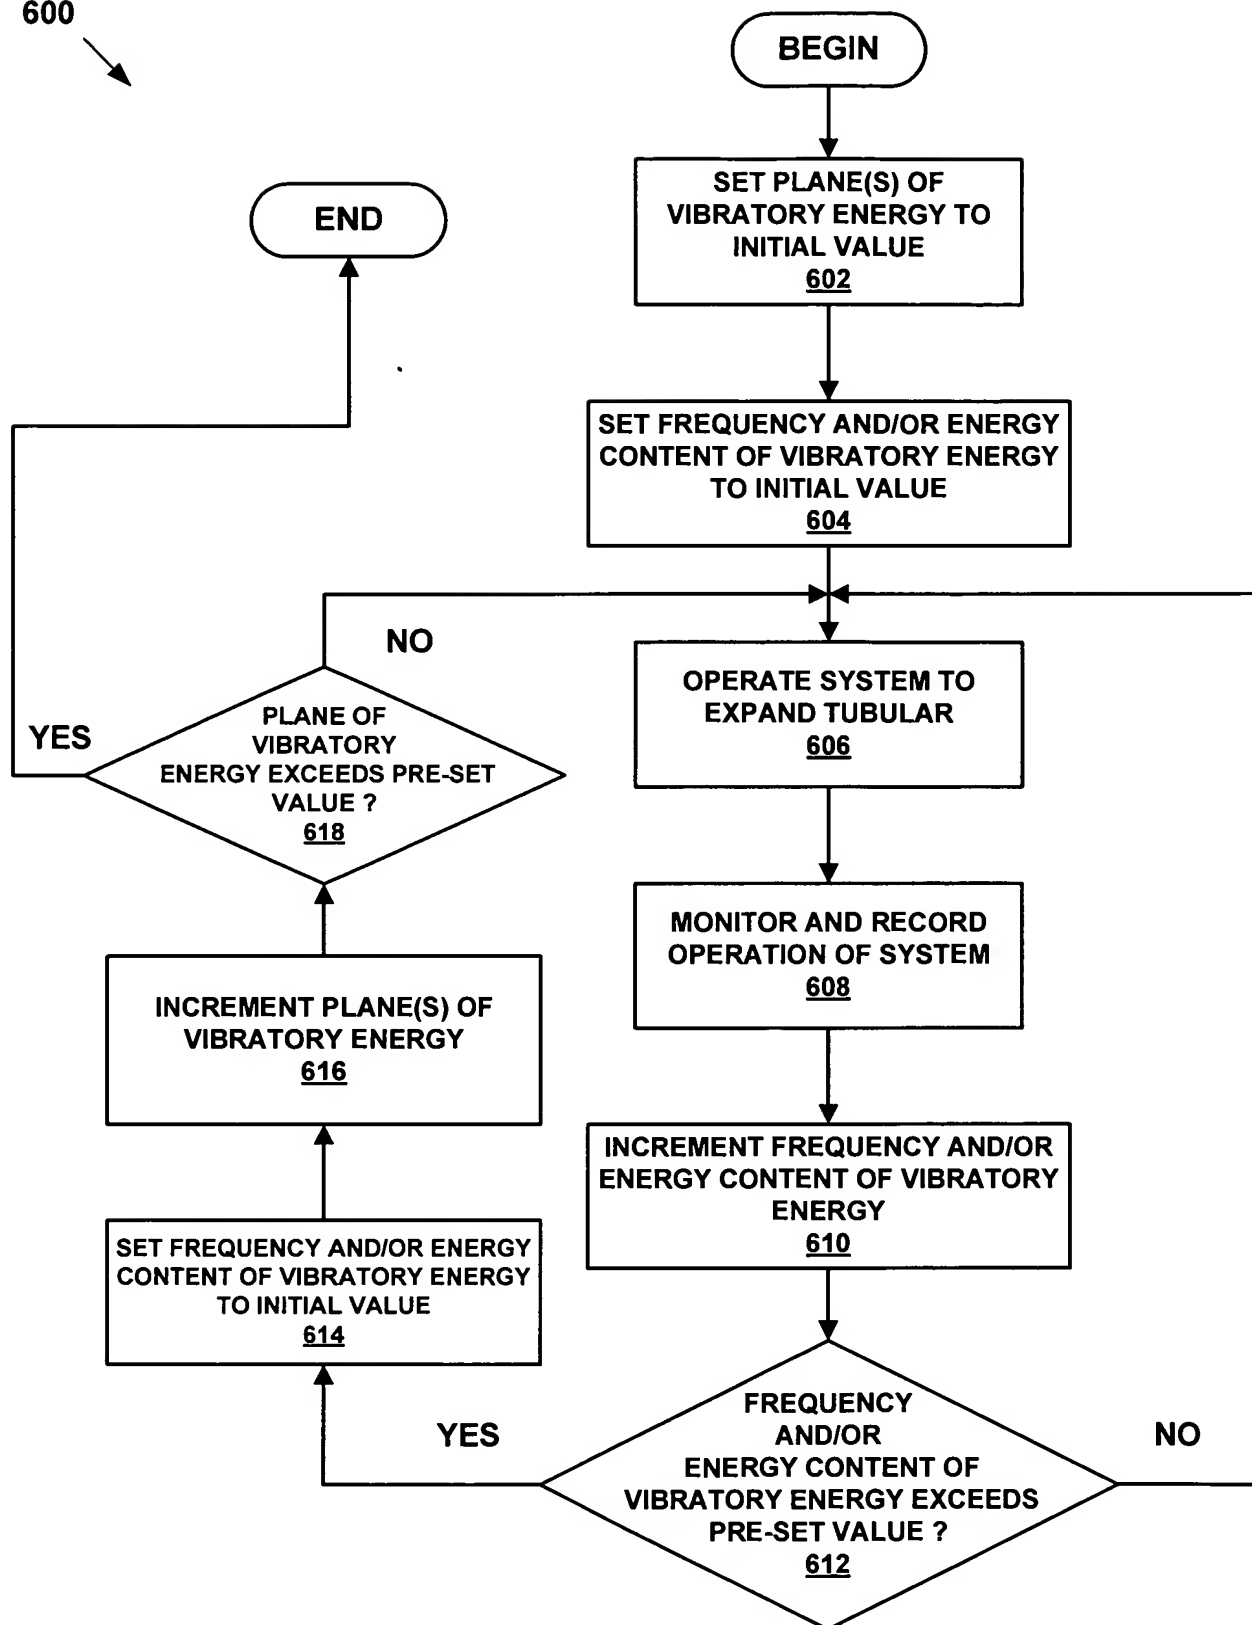 600
BEGIN
SET PLANE(S) OF
VIBRATORY ENERGY TO
INITIAL VALUE
602
END
SET FREQUENCY AND/OR ENERGY
CONTENT OF VIBRATORY ENERGY
TO INITIAL VALUE
604
NO
OPERATE SYSTEM TO
EXPAND TUBULAR
606
YES
PLANE OF
VIBRATORY
ENERGY EXCEEDS PRE-SET
VALUE ?
618
MONITOR AND RECORD
OPERATION OF SYSTEM
608
INCREMENT PLANE(S) OF
VIBRATORY ENERGY
616
INCREMENT FREQUENCY AND/OR
ENERGY CONTENT OF VIBRATORY
ENERGY
610
SET FREQUENCY AND/OR ENERGY
CONTENT OF VIBRATORY ENERGY
TO INITIAL VALUE
614
YES
FREQUENCY
AND/OR
ENERGY CONTENT OF
VIBRATORY ENERGY EXCEEDS
PRE-SET VALUE ?
612
NO